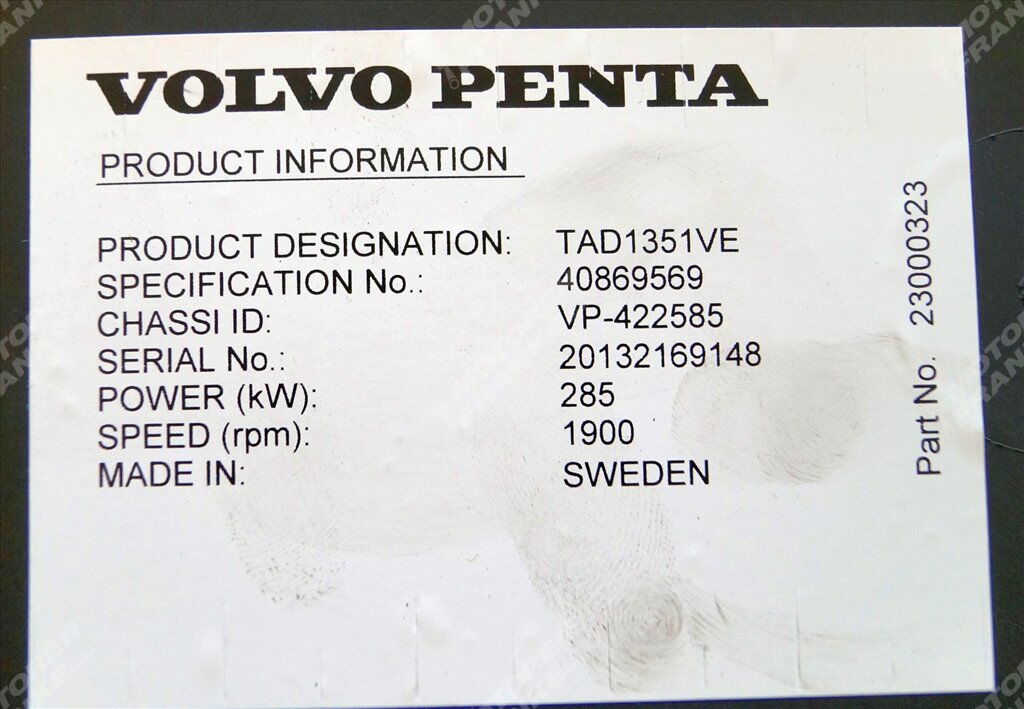 VOLVO PENTA
PRODUCT INFORMATION
PRODUCT DESIGNATION: TAD1351VE
SPECIFICATION No.: 40869569
CHASSI ID: VP-422585
SERIAL No.: 20132169148
POWER (kW): 285
SPEED (rpm): 1900
MADE IN: SWEDEN
Part No. 23000323